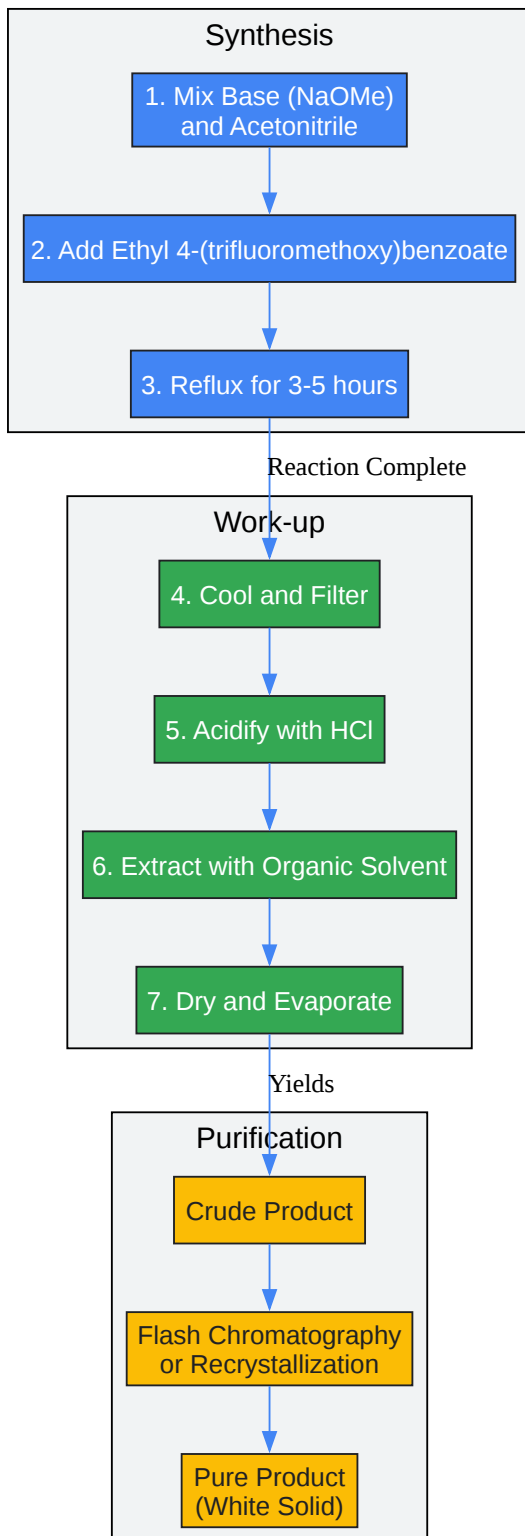 Synthesis
1. Mix Base (NaOMe)
and Acetonitrile
2. Add Ethyl 4-(trifluoromethoxy)benzoate
3. Reflux for 3-5 hours
Reaction Complete
Work-up
4. Cool and Filter
5. Acidify with HCl
6. Extract with Organic Solvent
7. Dry and Evaporate
Yields
Purification
Crude Product
Flash Chromatography
or Recrystallization
Pure Product
(White Solid)